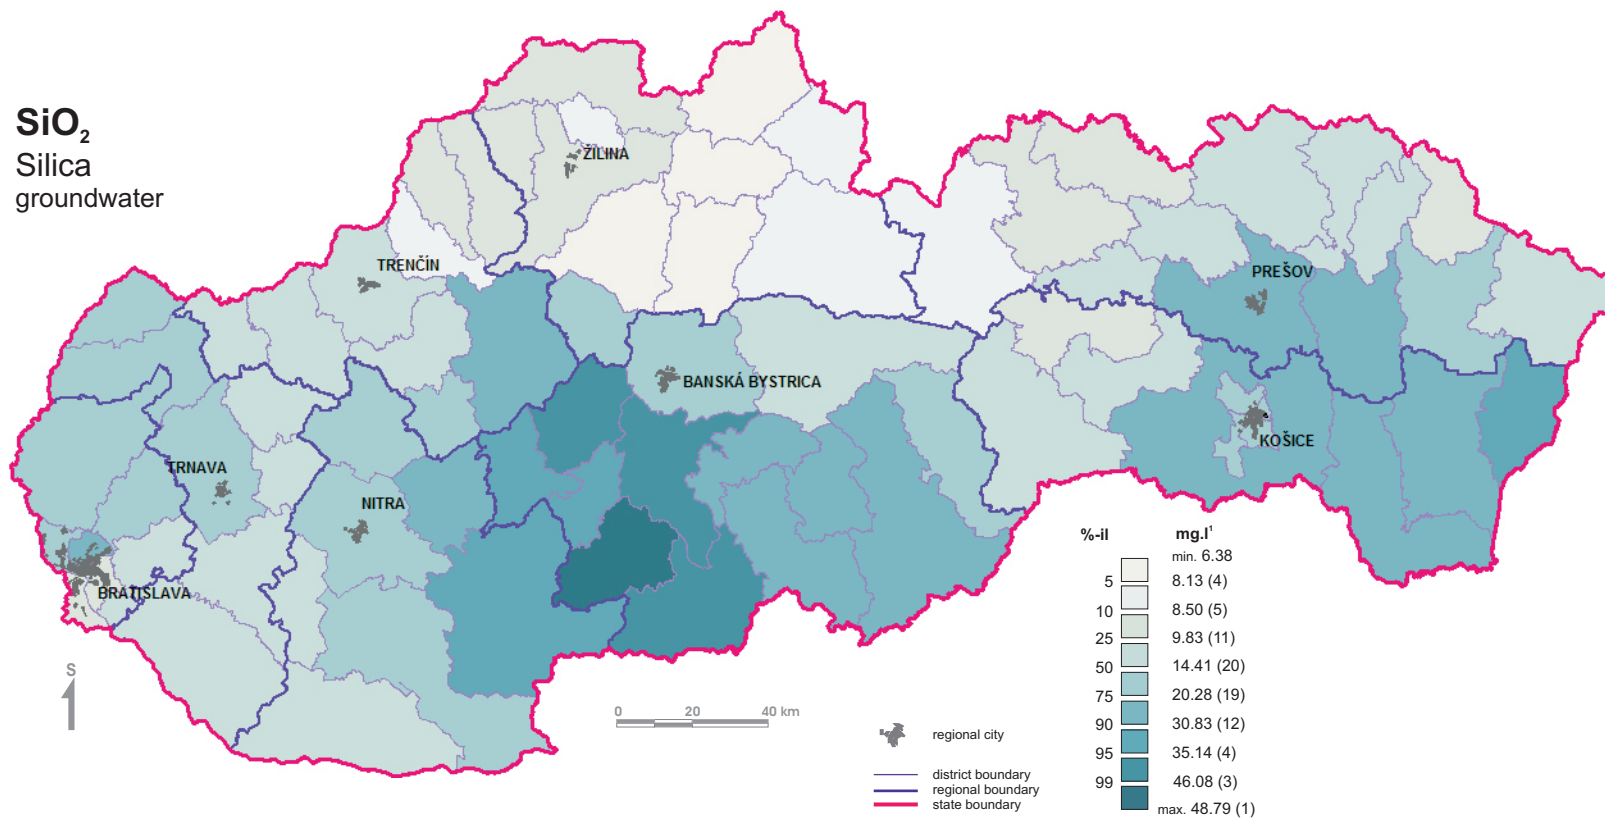 SiO₂
Silica
groundwater
ŽILINA
TRENČÍN
PREŠOV
BANSKÁ BYSTRICA
KOŠICE
TRNAVA
NITRA
BRATISLAVA
S
0 20 40 km
regional city
district boundary
regional boundary
state boundary
%-il mg.l¹
min. 6.38
5 8.13 (4)
10 8.50 (5)
25 9.83 (11)
50 14.41 (20)
75 20.28 (19)
90 30.83 (12)
95 35.14 (4)
99 46.08 (3)
max. 48.79 (1)